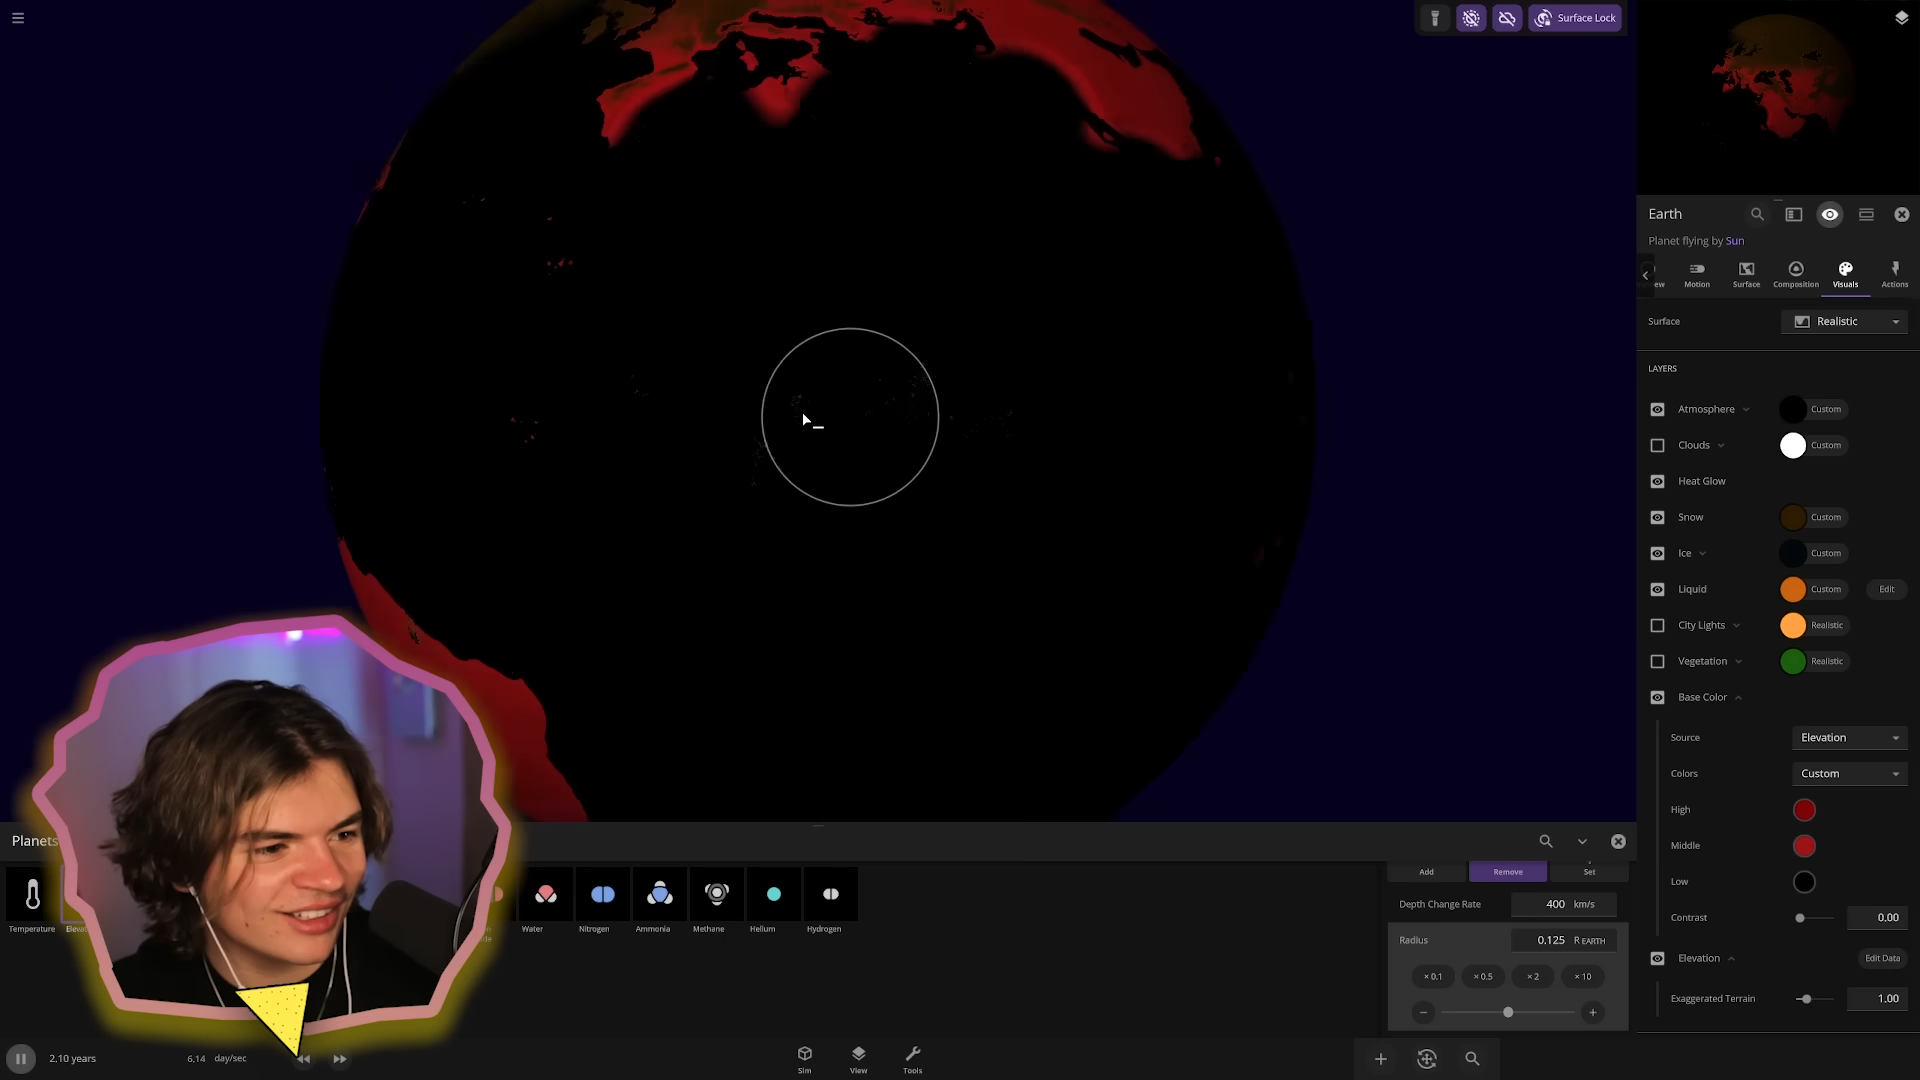 Surface Lock
Earth
Planet flying by Sun
ew
Motion
Surface
Composition
Visuals
Actions
Surface
Realistic
LAYERS
Atmosphere
Custom
Clouds
Custom
Heat Glow
Snow
Custom
Ice
Custom
Liquid
Custom
Edit
City Lights
Realistic
Vegetation
Realistic
Base Color
Source
Elevation
Colors
Custom
High
Middle
Low
Contrast
0.00
Elevation
Edit Data
Exaggerated Terrain
1.00
Planets
Temperature
Eleva
de
Water
Nitrogen
Ammonia
Methane
Helium
Hydrogen
Add
Remove
Set
Depth Change Rate
400 km/s
Radius
0.125 R EARTH
× 0.1
× 0.5
× 2
× 10
2.10 years
6.14 day/sec
Sim
View
Tools